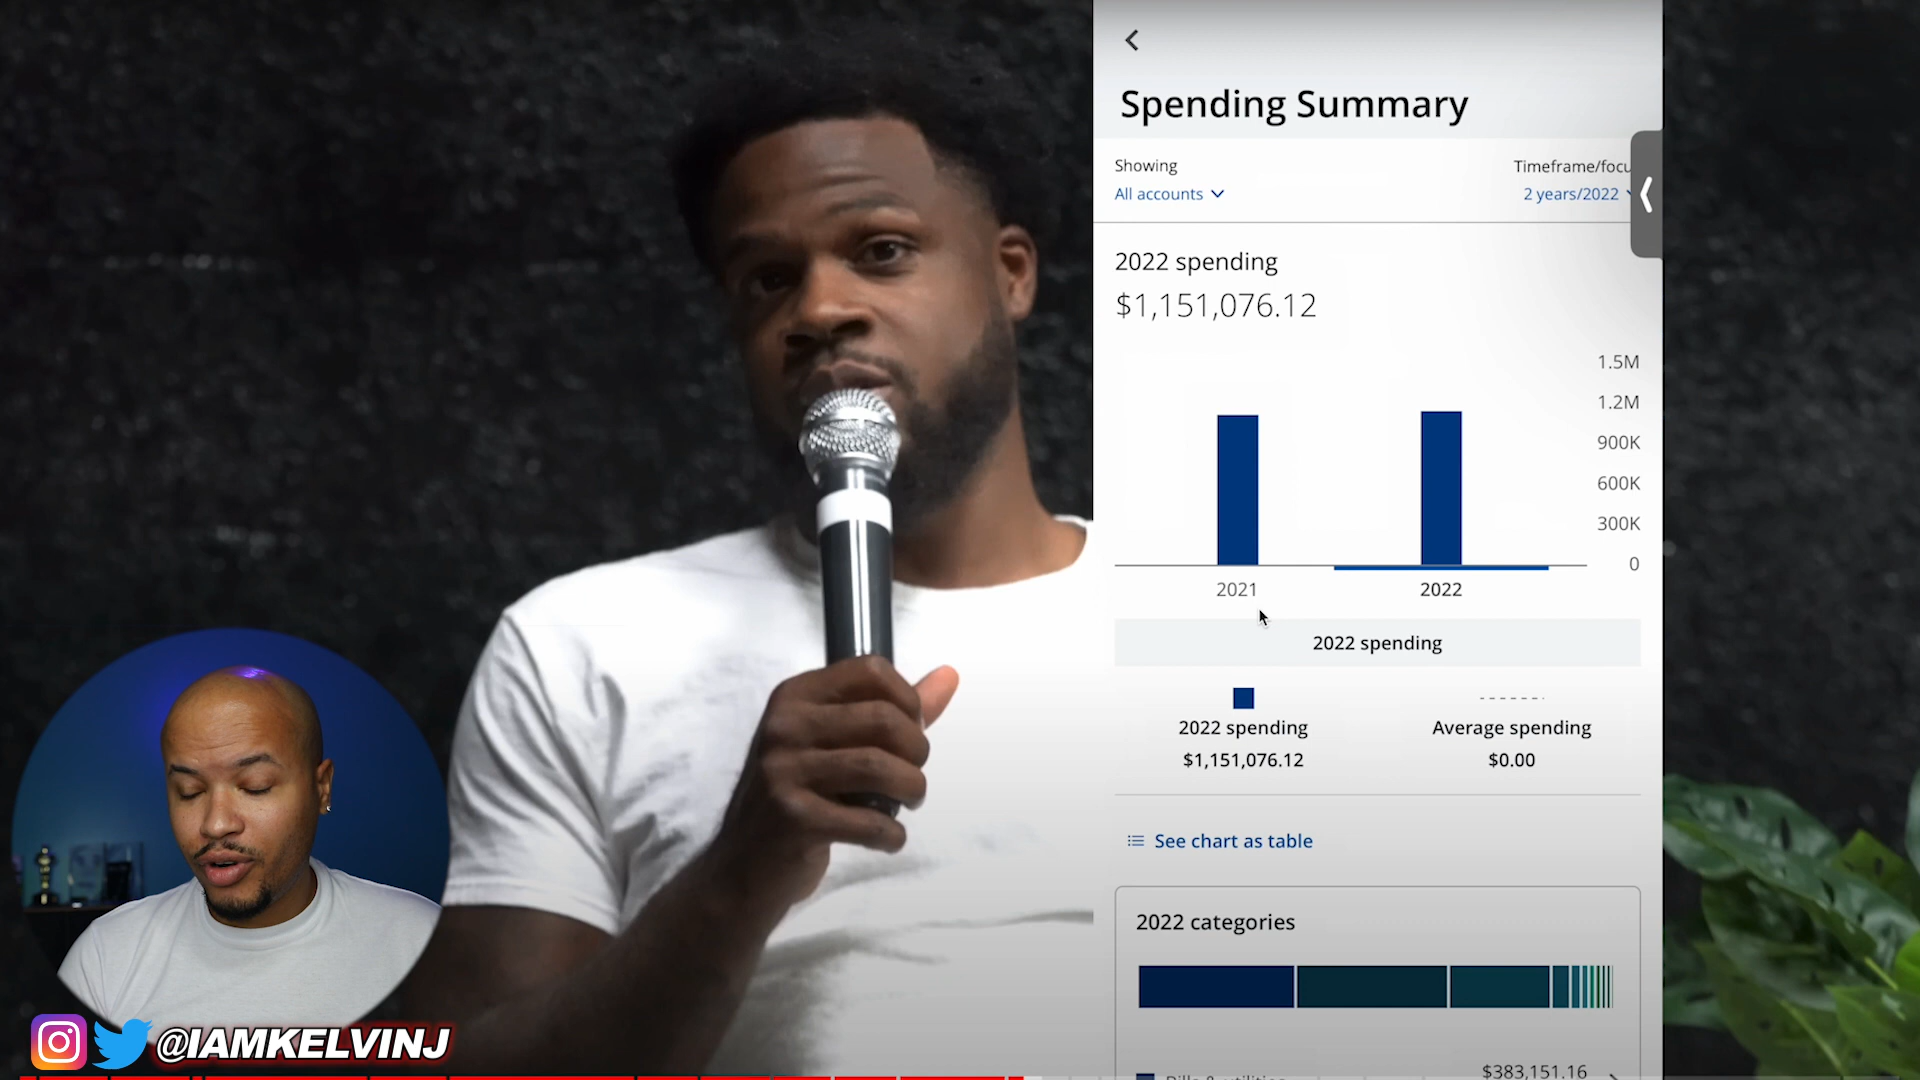 Spending Summary
Showing
Timeframe/focu
All accounts
2 years/2022
2022 spending
$1,151,076.12
1.5M
1.2M
900K
600K
300K
0
2021
2022
2022 spending
2022 spending
$1,151,076.12
Average spending
$0.00
See chart as table
2022 categories
$383,151.16
Bills & utilities
@IAMKELVINJ